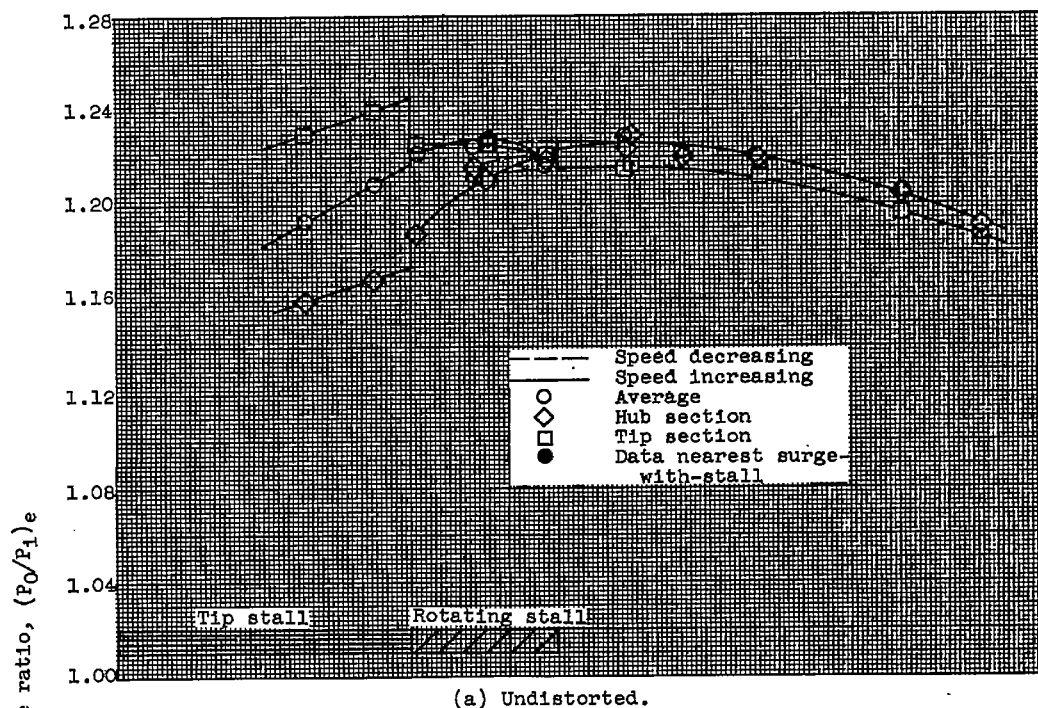 1.28
1.24
1.20
1.16
1.12
1.08
1.04
1.00
e ratio, (P0/Pi)e
Speed decreasing
Speed increasing
Average
Hub section
Tip section
Data nearest surge-
with-stall
Tip stall
Rotating stall
(a) Undistorted.